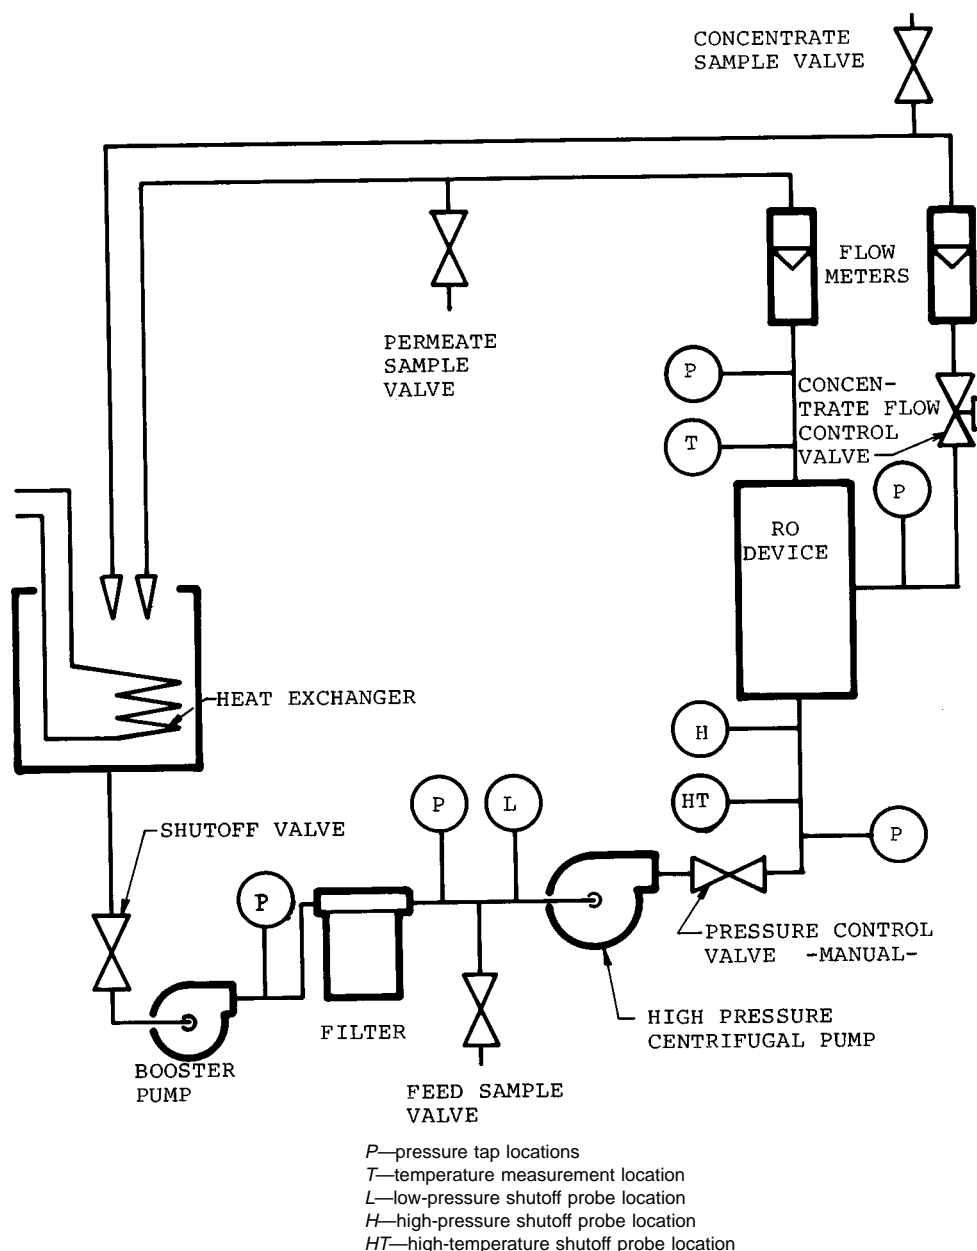 CONCENTRATE
SAMPLE VALVE
FLOW
METERS
PERMEATE
SAMPLE
VALVE
P
CONCEN-
TRATE FLOW
CONTROL
VALVE
T
P
RO
DEVICE
HEAT EXCHANGER
H
P
L
HT
SHUTOFF VALVE
P
P
PRESSURE CONTROL
VALVE -MANUAL-
FILTER
HIGH PRESSURE
CENTRIFUGAL PUMP
BOOSTER
PUMP
FEED SAMPLE
VALVE
P—pressure tap locations
T—temperature measurement location
L—low-pressure shutoff probe location
H—high-pressure shutoff probe location
HT—high-temperature shutoff probe location